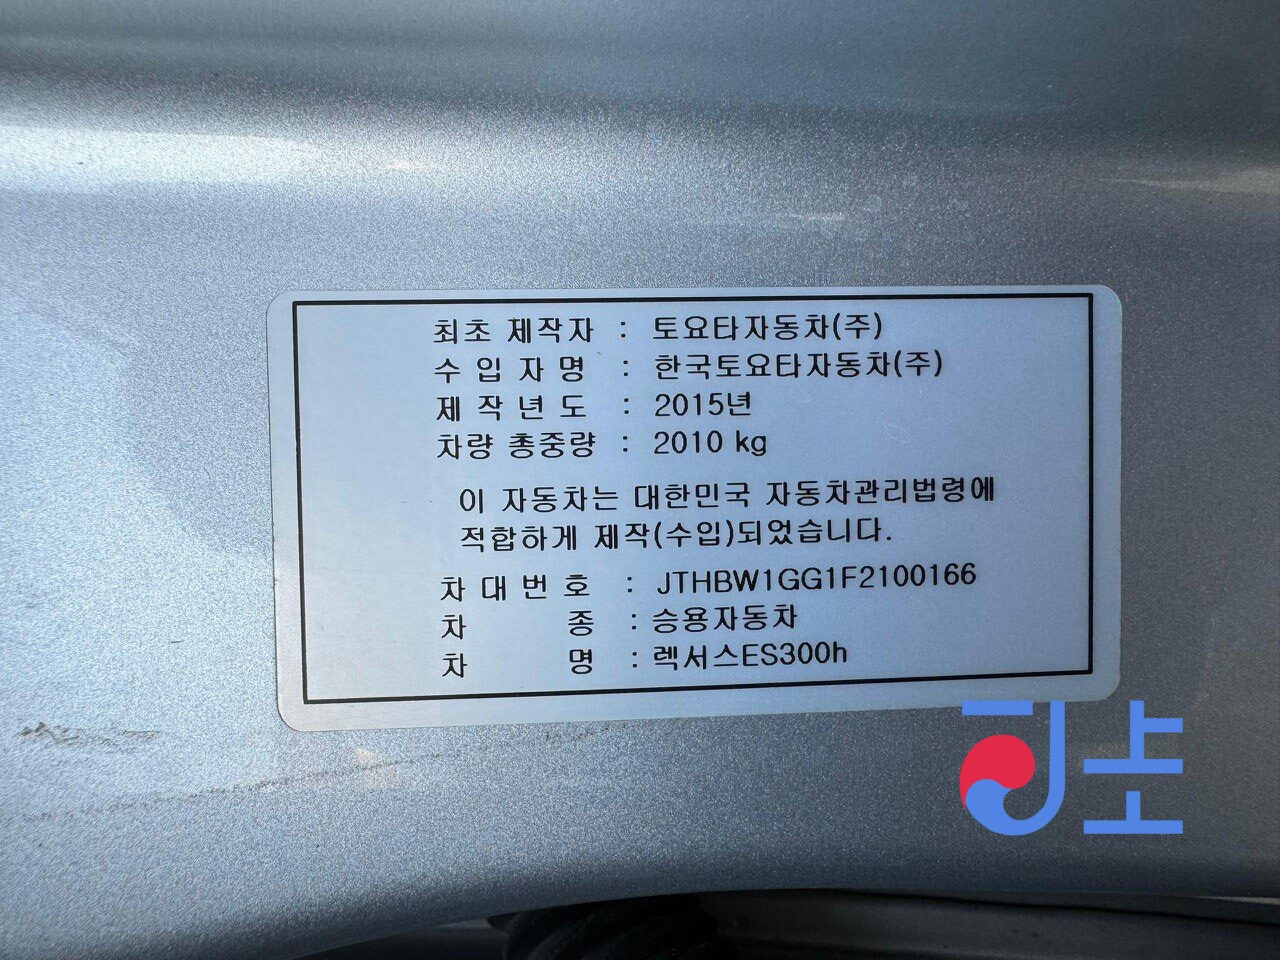 최초 제작자 : 토요타자동차(주)
수 입 자 명 : 한국토요타자동차(주)
제 작 년 도 : 2015년
차량 총중량 : 2010 kg
이 자동차는 대한민국 자동차관리법령에
적합하게 제작(수입)되었습니다.
차 대 번 호 : JTHBW1GG1F2100166
차 종 : 승용자동차
차 명 : 렉서스ES300h